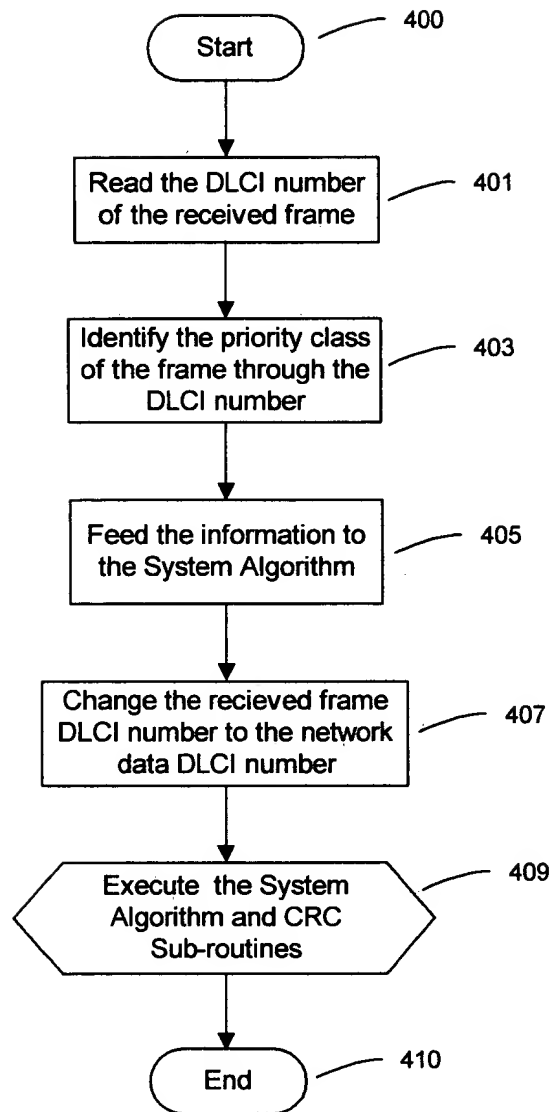 Start
400
Read the DLCI number
of the received frame
401
Identify the priority class
of the frame through the
DLCI number
403
Feed the information to
the System Algorithm
405
Change the recieved frame
DLCI number to the network
data DLCI number
407
Execute the System
Algorithm and CRC
Sub-routines
409
End
410